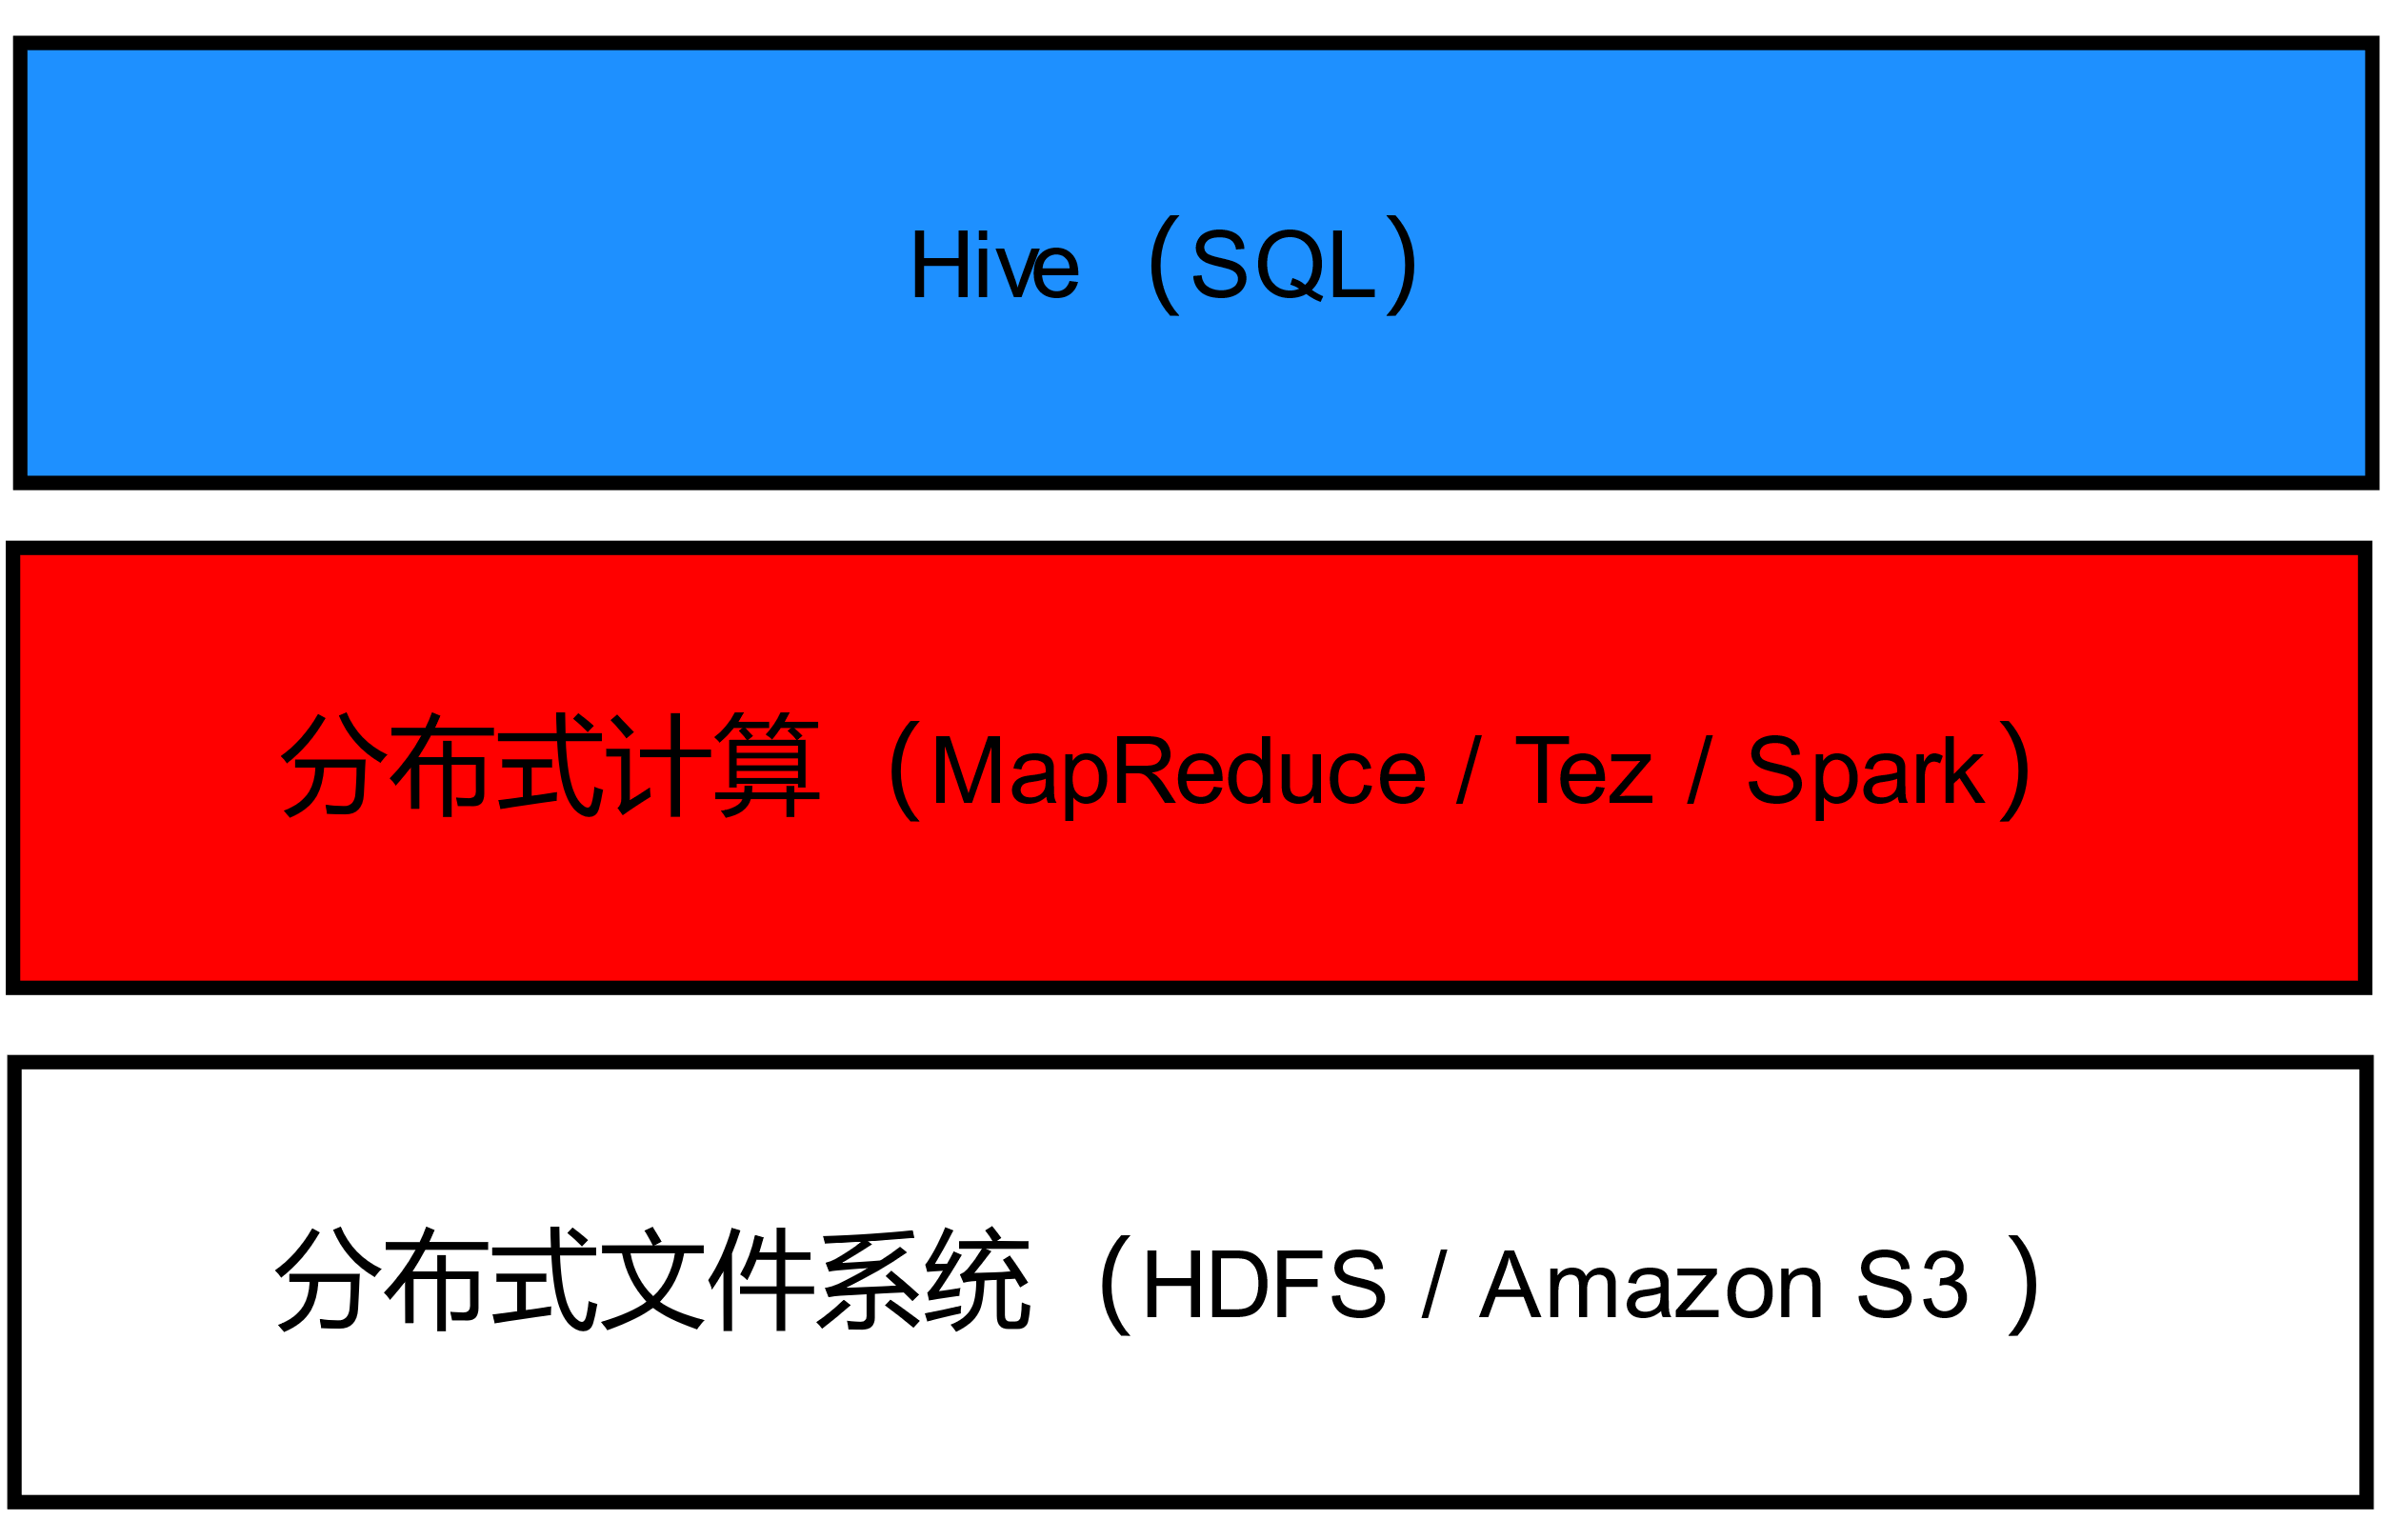 Hive (SQL)
分布式计算 (MapReduce / Tez / Spark)
分布式文件系统 (HDFS / Amazon S3 )